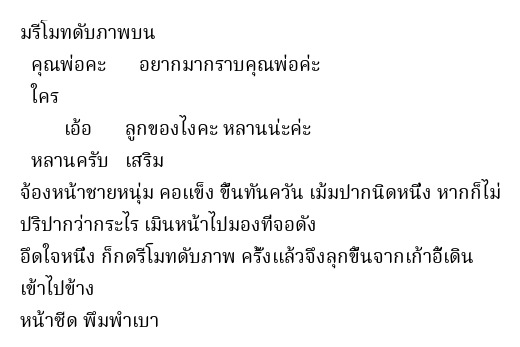 มรีโมทดับภาพบน
คุณพ่อคะ อยากมากราบคุณพ่อค่ะ
ใคร
เอ้อ ลูกของไงคะ หลานน่ะค่ะ
หลานครับ เสริม
จ้องหน้าชายหนุ่ม คอแข็ง ขึ้นทันควัน เม้มปากนิดหนึ่ง หากก็ไม่
ปริปากว่ากระไร เมินหน้าไปมองทีจอดัง
อึดใจหนึ่ง ก็กดรีโมทดับภาพ ครั้งแล้วจึงลุกขึ้นจากเก้าอี้เดิน
เข้าไปข้าง
หน้าซีด พึมพำเบา